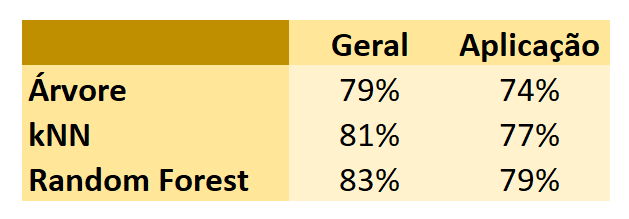 Geral Aplicação
Árvore 79% 74%
kNN 81% 77%
Random Forest 83% 79%